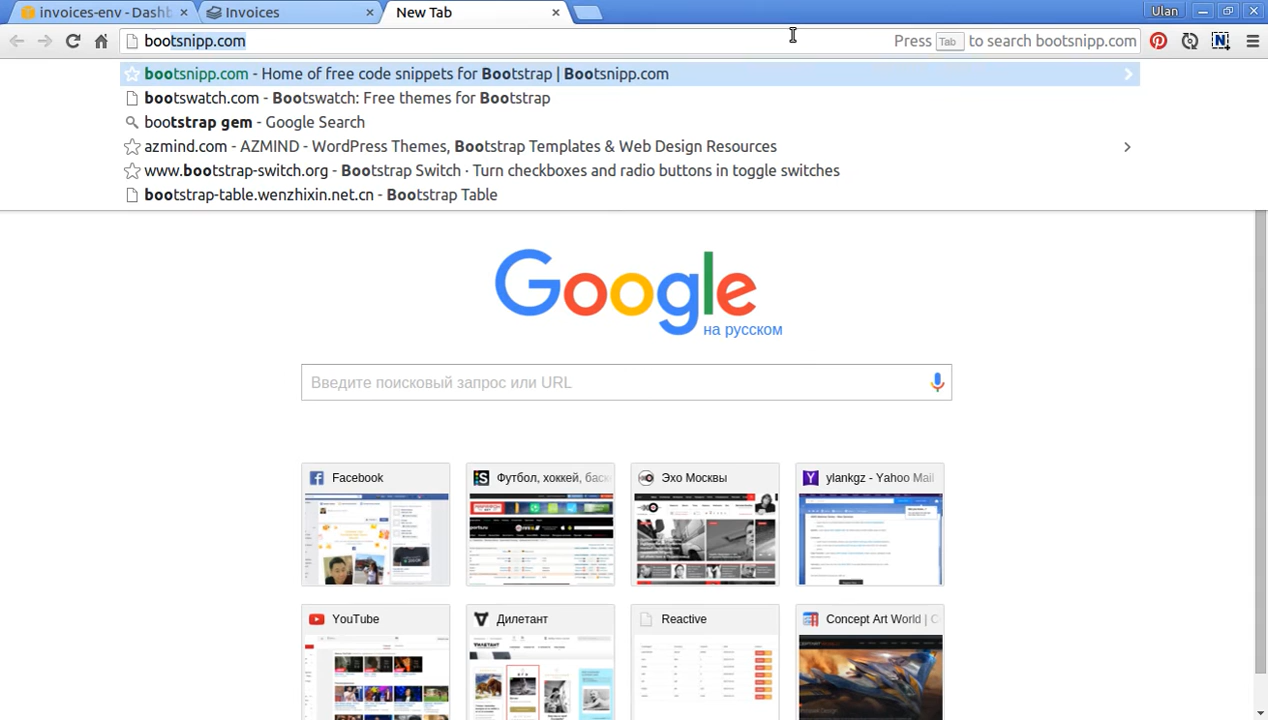 invoices-env - Dashb
Invoices
New Tab
Ulan
bootsnipp.com
Press Tab to search bootsnipp.com
bootsnipp.com - Home of free code snippets for Bootstrap | Bootsnipp.com
bootswatch.com - Bootswatch: Free themes for Bootstrap
bootstrap gem - Google Search
azmind.com - AZMIND - WordPress Themes, Bootstrap Templates & Web Design Resources
www.bootstrap-switch.org - Bootstrap Switch · Turn checkboxes and radio buttons in toggle switches
bootstrap-table.wenzhixin.net.cn - Bootstrap Table
Google
на русском
Введите поисковый запрос или URL
Facebook
Футбол, хоккей, баск
Эхо Москвы
ylankgz - Yahoo Mail
YouTube
Дилетант
Reactive
Concept Art World | C